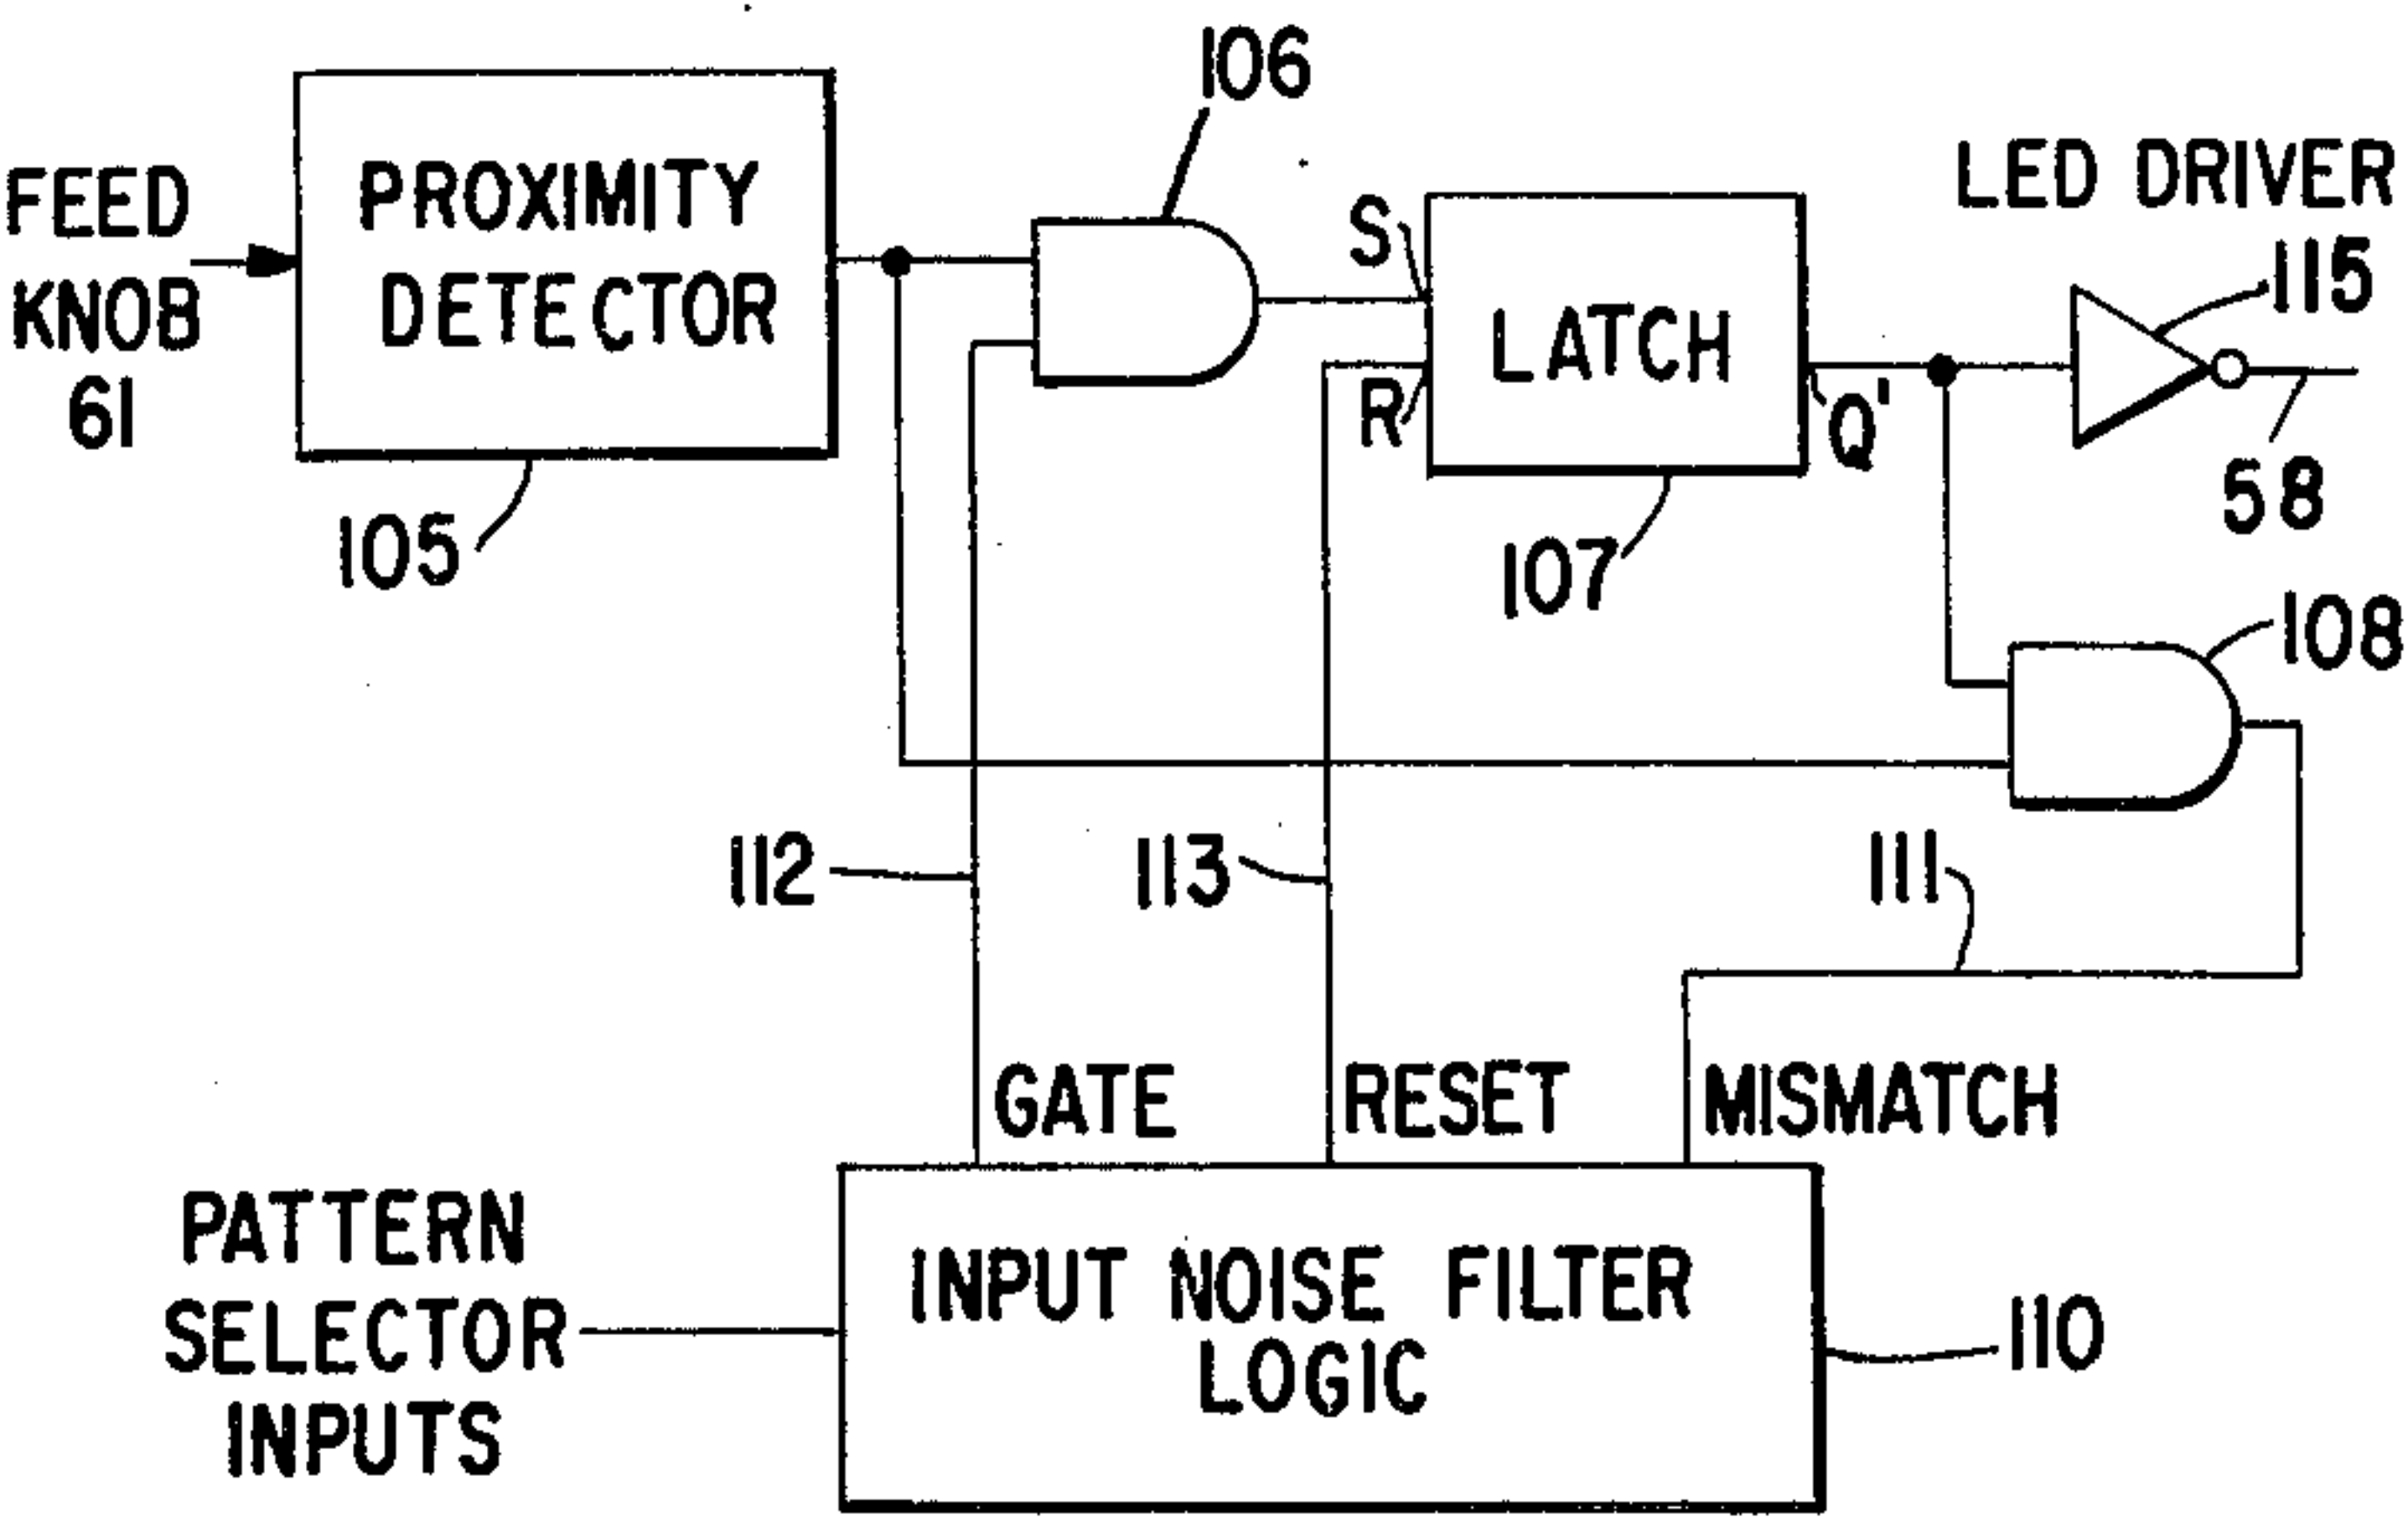 106
FEED
KNOB
61
PROXIMITY
DETECTOR
105
S
R
LATCH
Q'
107
LED DRIVER
115
58
108
112
113
111
GATE
RESET
MISMATCH
PATTERN
SELECTOR
INPUTS
INPUT NOISE FILTER
LOGIC
110